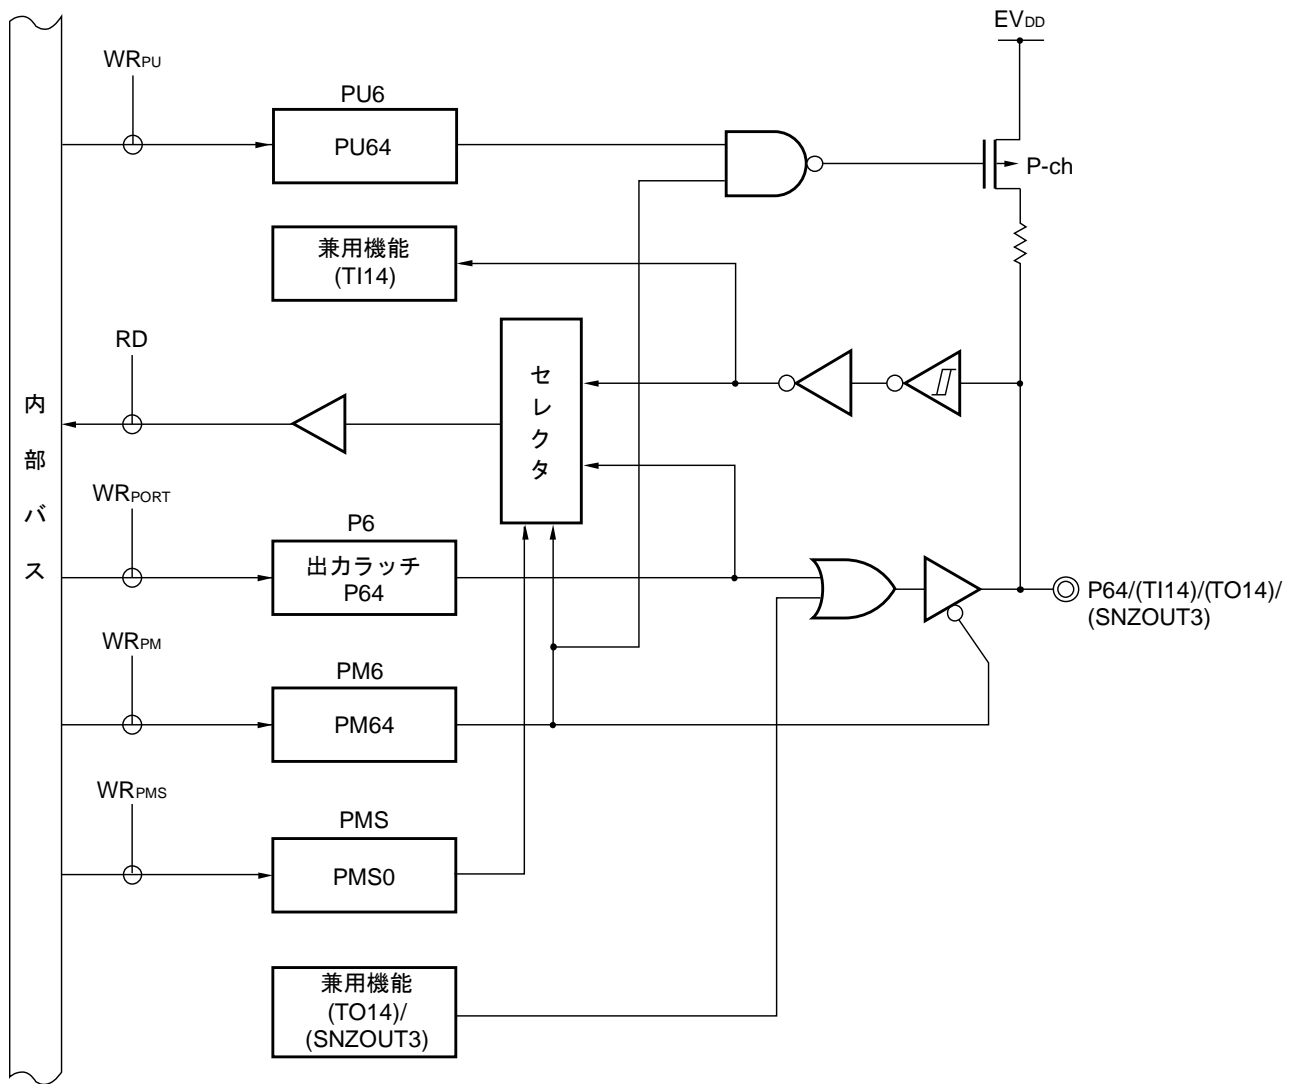 EVDD
WRPU
PU6
PU64
P-ch
兼用機能
(TI14)
RD
セレクタ
内部バス
WRPORT
P6
出力ラッチ
P64
P64/(TI14)/(TO14)/
(SNZOUT3)
WRPM
PM6
PM64
WRPMS
PMS
PMS0
兼用機能
(TO14)/
(SNZOUT3)